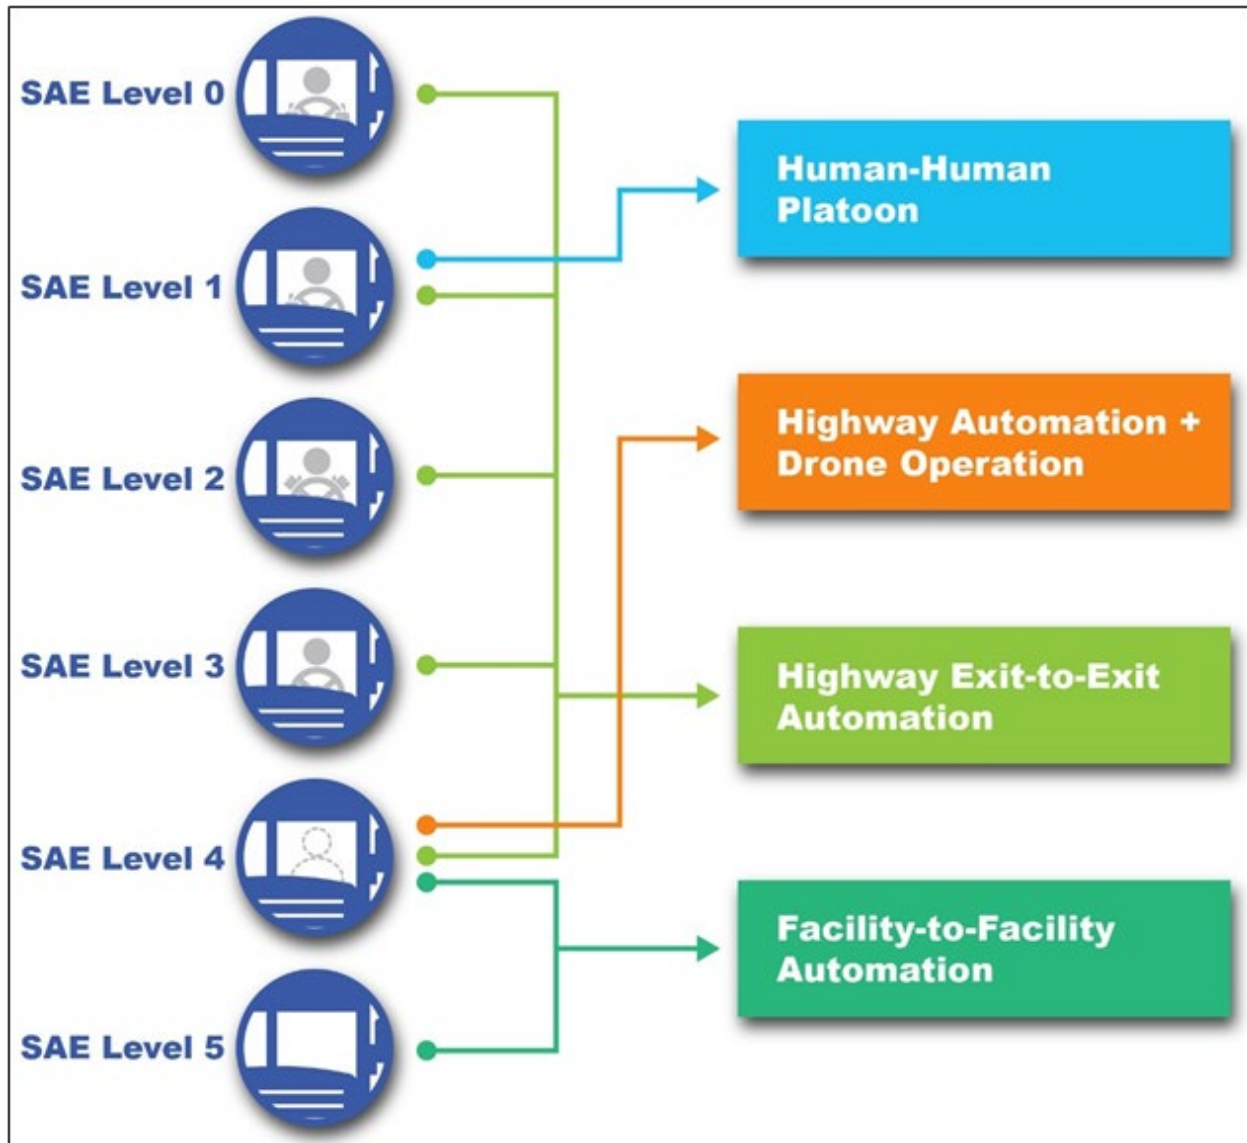 SAE Level 0
SAE Level 1
SAE Level 2
SAE Level 3
SAE Level 4
SAE Level 5
Human-Human
Platoon
Highway Automation +
Drone Operation
Highway Exit-to-Exit
Automation
Facility-to-Facility
Automation